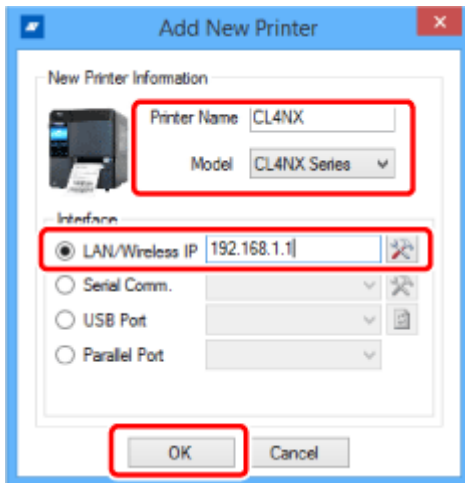 Add New Printer
New Printer Information
Printer Name CL4NX
Model CL4NX Series
Interface
LAN/Wireless IP 192.168.1.1
Serial Comm.
USB Port
Parallel Port
OK Cancel